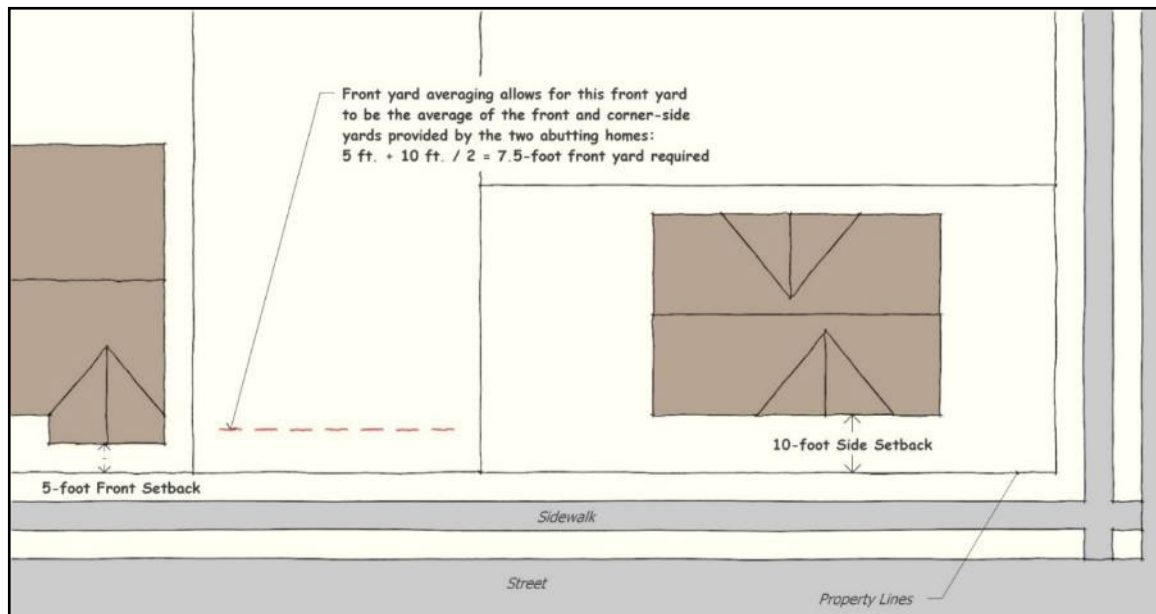 Front yard averaging allows for this front yard
to be the average of the front and corner-side
yards provided by the two abutting homes:
5 ft. + 10 ft. / 2 = 7.5-foot front yard required
10-foot Side Setback
5-foot Front Setback
Sidewalk
Street
Property Lines